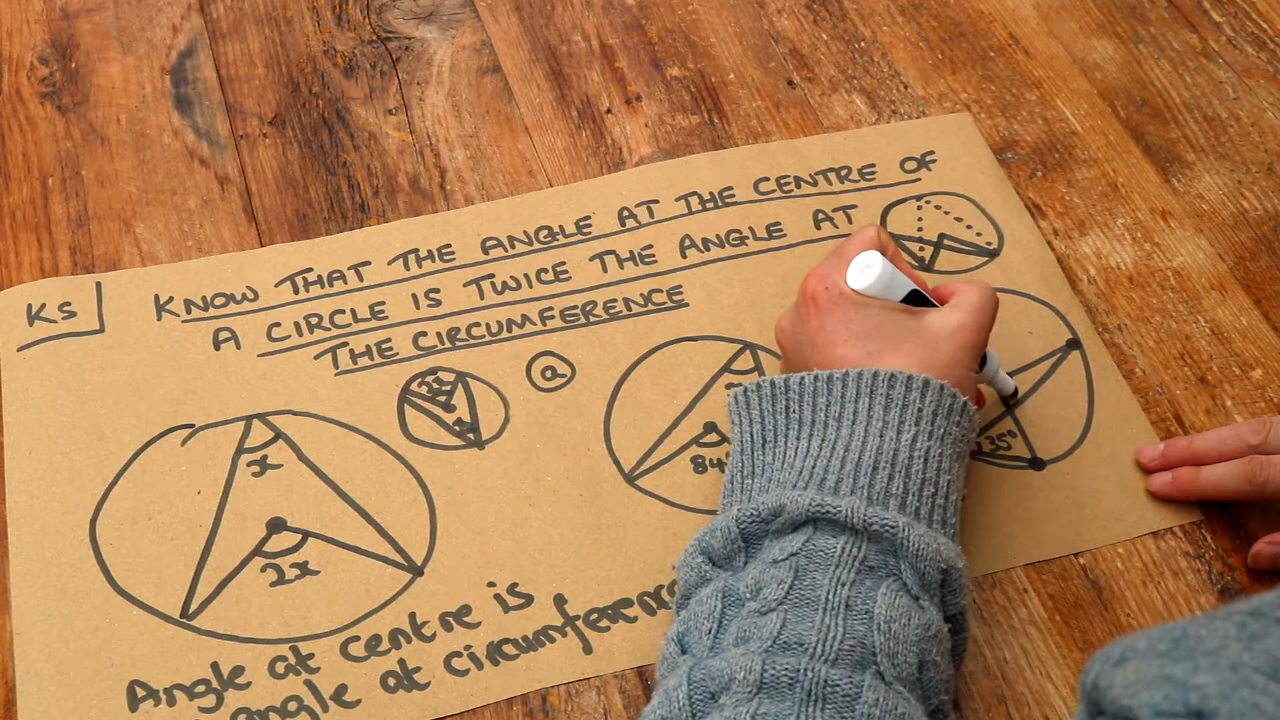 Ks
KNOW THAT THE ANGLE AT THE CENTRE OF
A CIRCLE IS TWICE THE ANGLE AT
THE CIRCUMFERENCE
a
x
2x
84
35°
Angle at centre is
angle at circumference